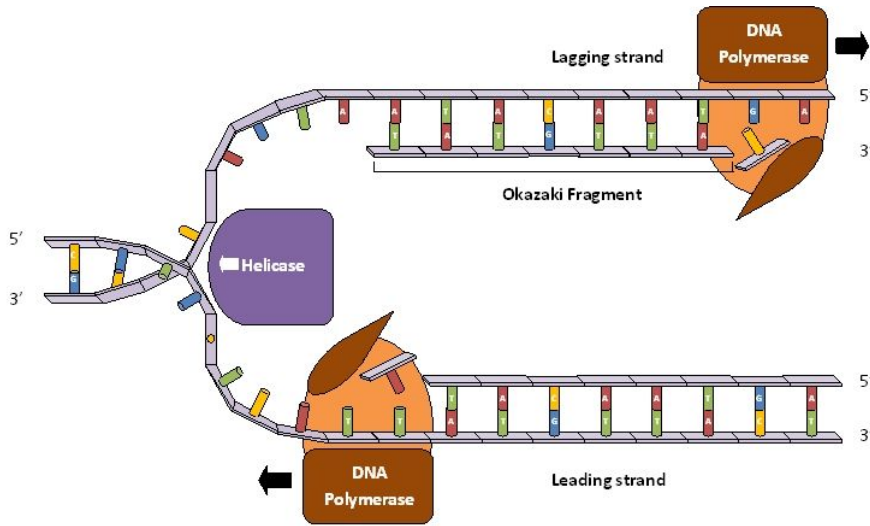 DNA
Polymerase
Lagging strand
5'
A A T A C A A T G A
T A T G T T A
3'
Okazaki Fragment
5'
C
G
3'
Helicase
5'
T A C A A T G A
T T A T G T T A C T
3'
DNA
Polymerase
Leading strand